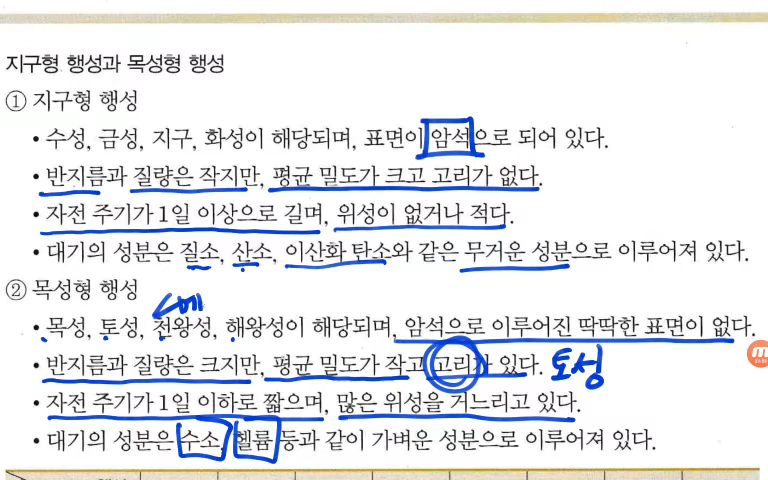 지구형 행성과 목성형 행성
① 지구형 행성
• 수성, 금성, 지구, 화성이 해당되며, 표면이 암석으로 되어 있다.
• 반지름과 질량은 작지만, 평균 밀도가 크고 고리가 없다.
• 자전 주기가 1일 이상으로 길며, 위성이 없거나 적다.
• 대기의 성분은 질소, 산소, 이산화 탄소와 같은 무거운 성분으로 이루어져 있다.
② 목성형 행성
• 목성, 토성, 천왕성, 해왕성이 해당되며, 암석으로 이루어진 딱딱한 표면이 없다.
• 반지름과 질량은 크지만, 평균 밀도가 작고 고리가 있다. 토성
• 자전 주기가 1일 이하로 짧으며, 많은 위성을 거느리고 있다.
• 대기의 성분은 수소, 헬륨 등과 같이 가벼운 성분으로 이루어져 있다.